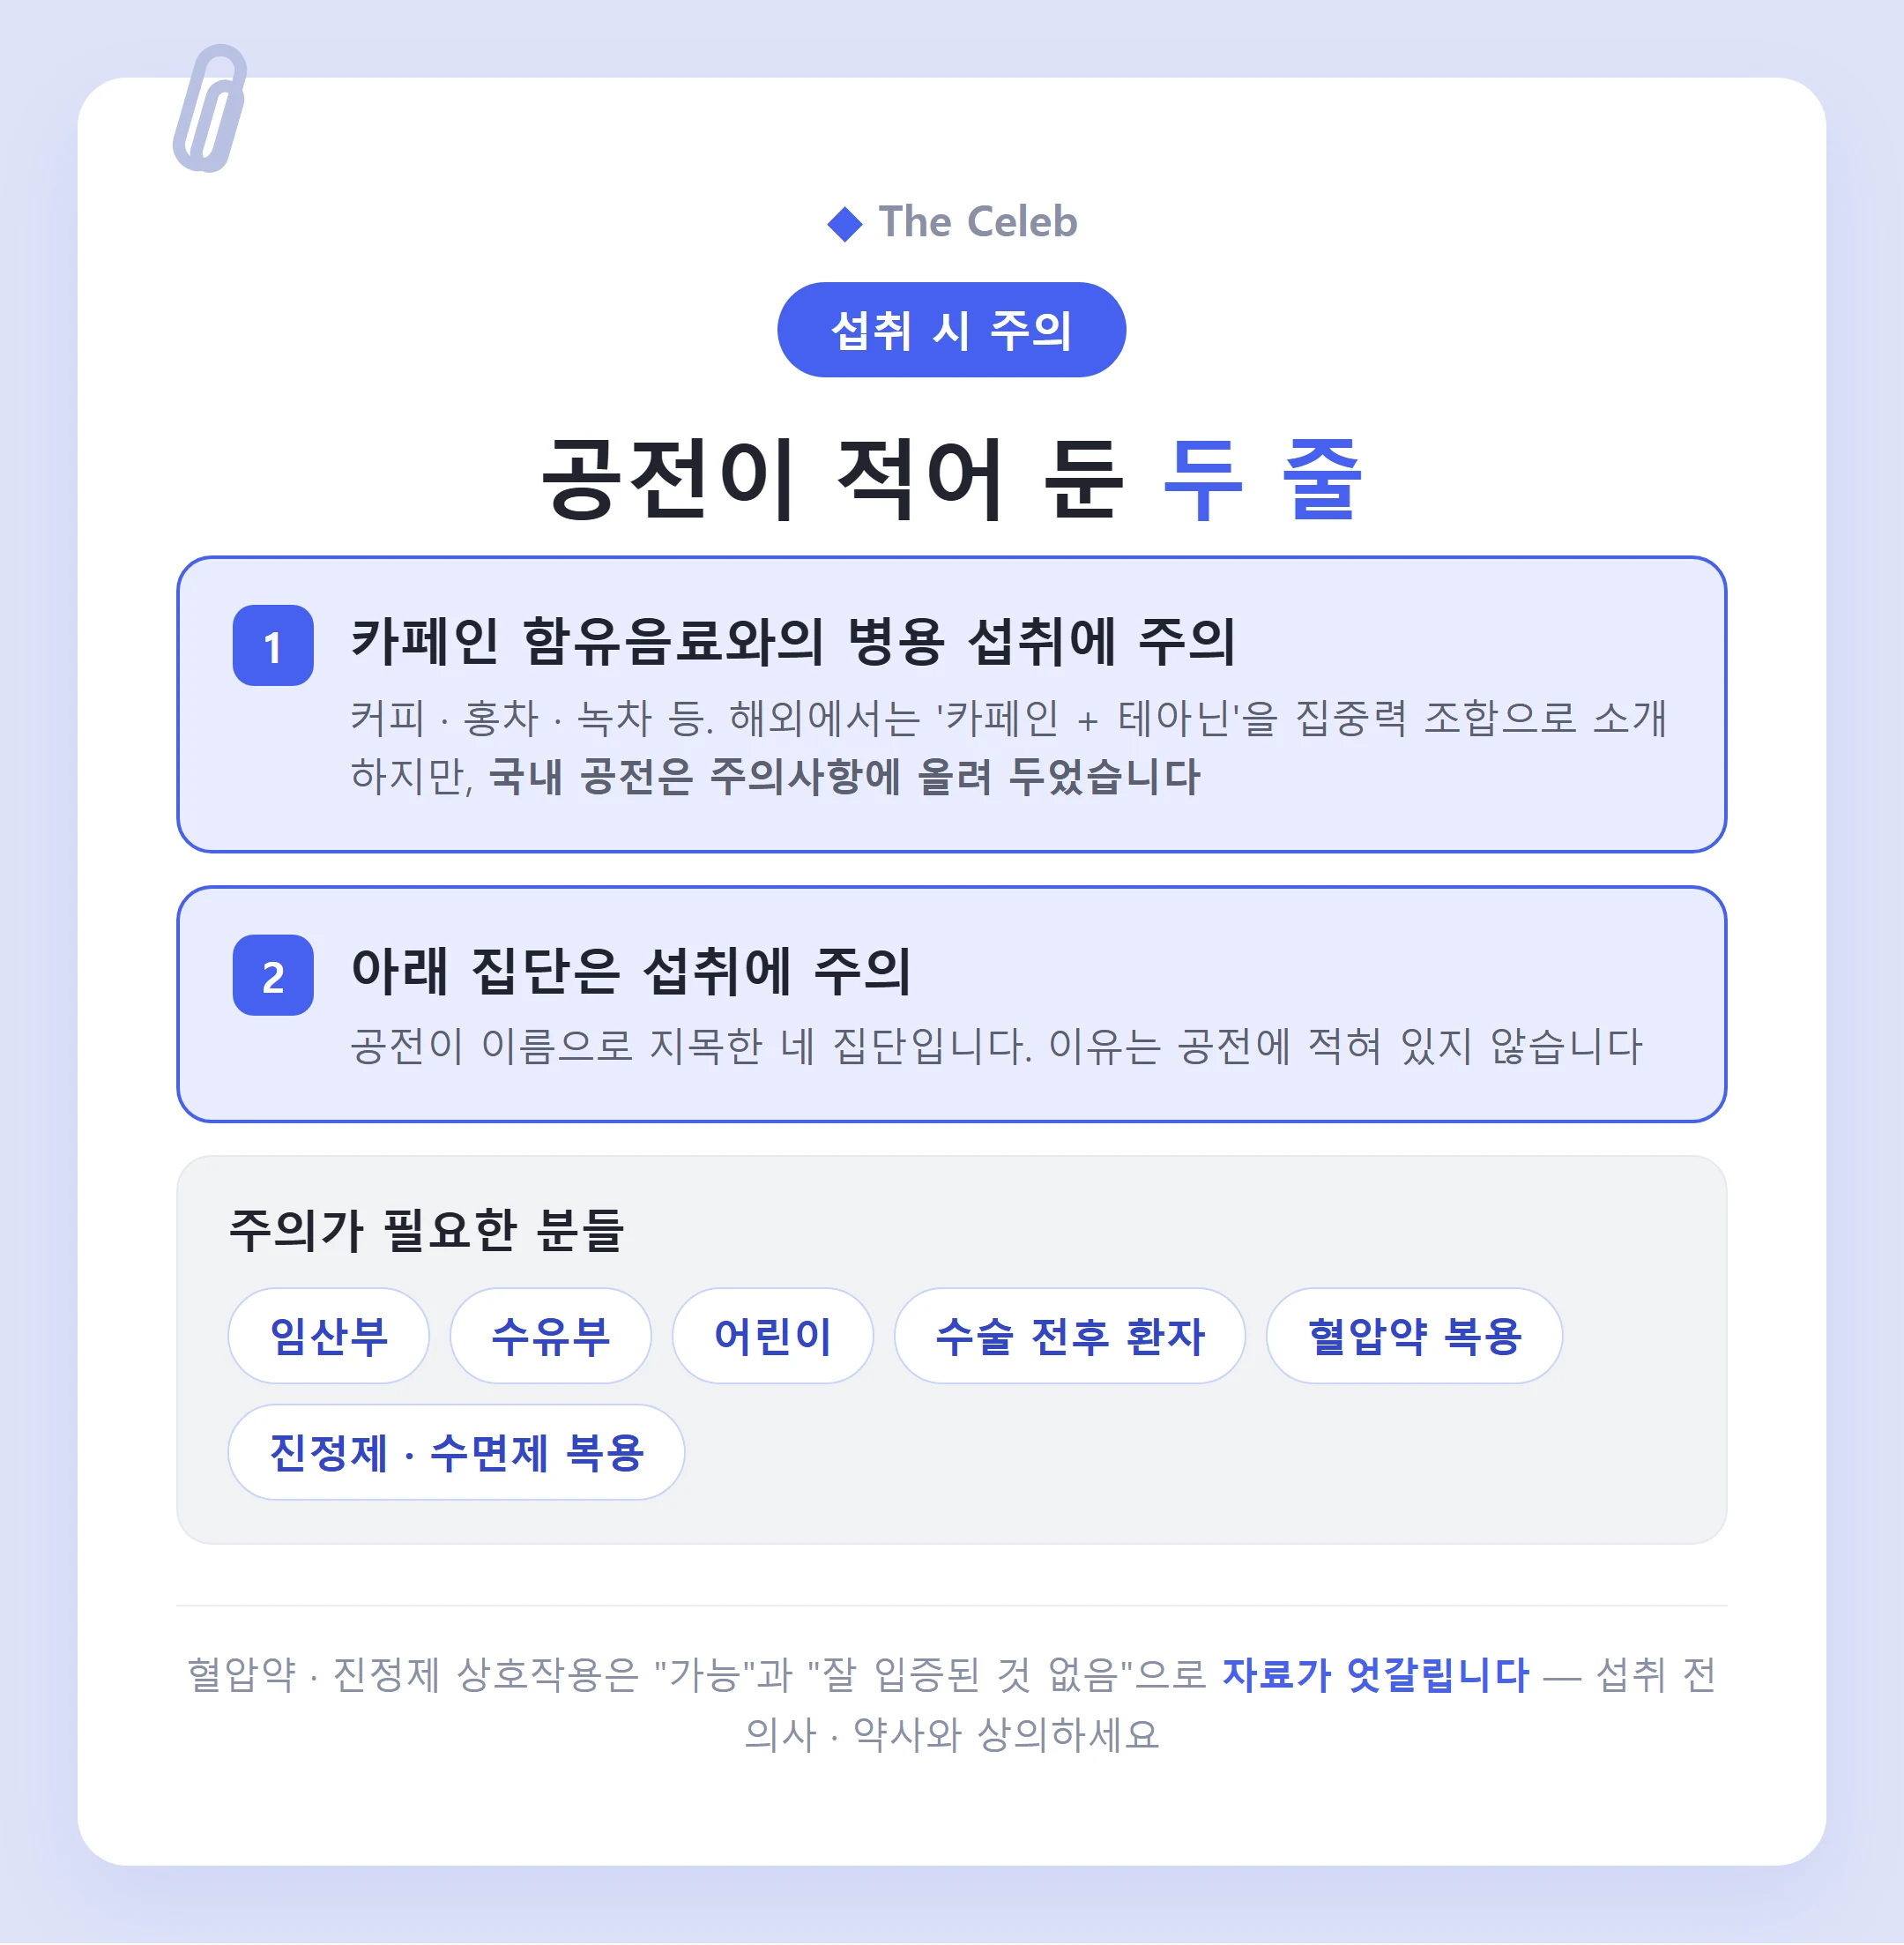 The Celeb
섭취 시 주의
공전이 적어 둔 두 줄
1
카페인 함유음료와의 병용 섭취에 주의
커피 · 홍차 · 녹차 등. 해외에서는 '카페인 + 테아닌'을 집중력 조합으로 소개
하지만, 국내 공전은 주의사항에 올려 두었습니다
2
아래 집단은 섭취에 주의
공전이 이름으로 지목한 네 집단입니다. 이유는 공전에 적혀 있지 않습니다
주의가 필요한 분들
임산부 수유부 어린이 수술 전후 환자 혈압약 복용
진정제 · 수면제 복용
혈압약 · 진정제 상호작용은 "가능"과 "잘 입증된 것 없음"으로 자료가 엇갈립니다 — 섭취 전
의사 · 약사와 상의하세요